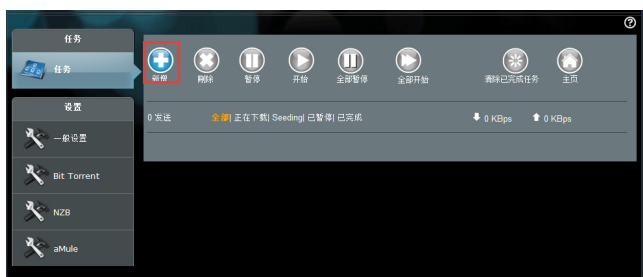 任务
任务
新增 删除 暂停 开始 全部暂停 全部开始 清除已完成任务 主页
设置
0 发送 全部| 正在下载| Seeding| 已暂停| 已完成 0 KBps 0 KBps
一般设置
Bit Torrent
NZB
aMule